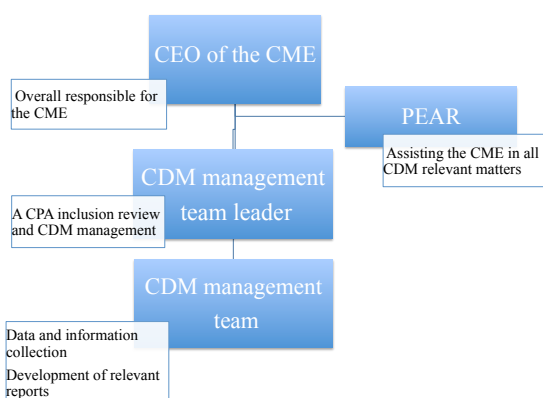 CEO of the CME
Overall responsible for
the CME
PEAR
Assisting the CME in all
CDM relevant matters
CDM management
team leader
A CPA inclusion review
and CDM management
CDM management
team
Data and information
collection
Development of relevant
reports